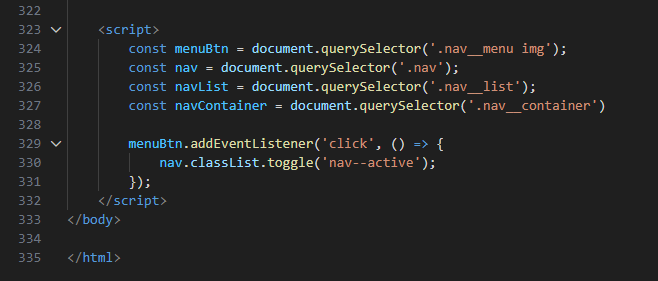 322
323 <script>
324 const menuBtn = document.querySelector('.nav__menu img');
325 const nav = document.querySelector('.nav');
326 const navList = document.querySelector('.nav__list');
327 const navContainer = document.querySelector('.nav__container')
328
329 menuBtn.addEventListener('click', () => {
330 nav.classList.toggle('nav--active');
331 });
332 </script>
333 </body>
334
335 </html>